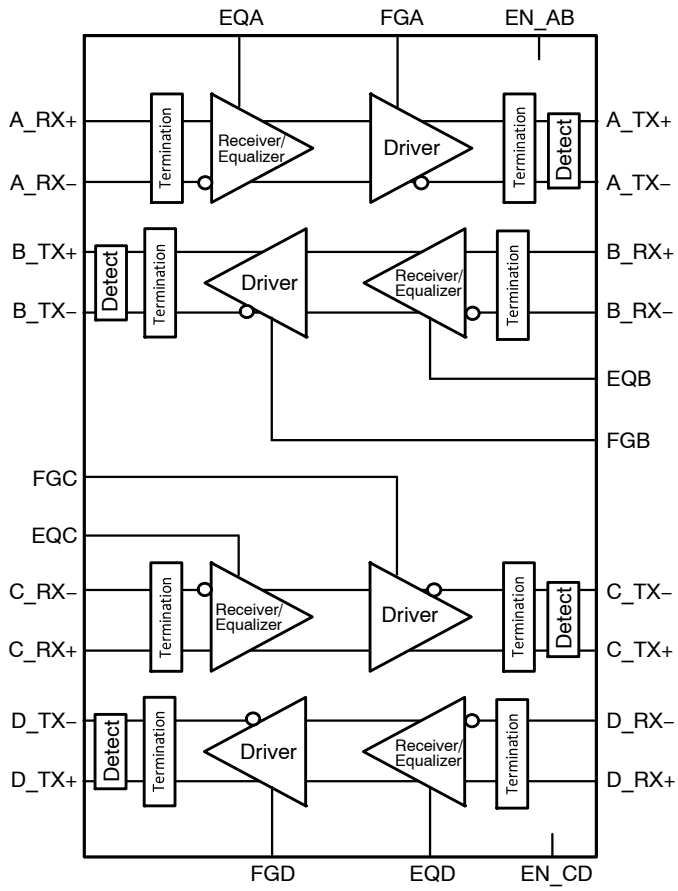 EQA FGA EN_AB
A_RX+ Termination Receiver/ Equalizer Driver Termination Detect A_TX+
A_RX− A_TX−
B_TX+ Detect Termination Driver Receiver/ Equalizer Termination B_RX+
B_TX− B_RX−
EQB
FGB
FGC
EQC
C_RX− Termination Receiver/ Equalizer Driver Termination Detect C_TX−
C_RX+ C_TX+
D_TX− Detect Termination Driver Receiver/ Equalizer Termination D_RX−
D_TX+ D_RX+
FGD EQD EN_CD